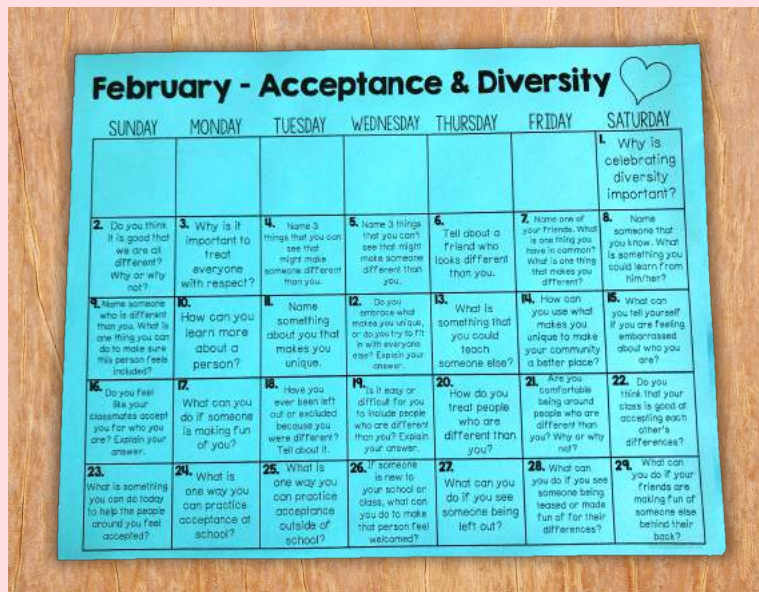 February - Acceptance & Diversity
SUNDAY MONDAY TUESDAY WEDNESDAY THURSDAY FRIDAY SATURDAY
1. Why is
celebrating
diversity
important?
2. Do you think
it is good that
we are all
different?
Why or why
not?
3. Why is it
important to
treat
everyone
with respect?
4. Name 3
things that you can
see that
might make
someone different
than you.
5. Name 3 things
that you can't
see that might
make someone
different than
you.
6.
Tell about a
friend who
looks different
than you.
7. Name one of
your friends. What
is one thing you
have in common?
What is one thing
that makes you
different?
8. Name
someone that
you know. What
is something you
could learn from
him/her?
9. Name someone
who is different
than you. What is
one thing you can
do to make sure
this person feels
included?
10.
How can you
learn more
about a
person?
11. Name
something
about you that
makes you
unique.
12. Do you
embrace what
makes you unique,
or do you try to fit
in with everyone
else? Explain your
answer.
13. What is
something that
you could
teach
someone else?
14. How can
you use what
makes you
unique to make
your community
a better place?
15. What can
you tell yourself
if you are feeling
embarrassed
about who you
are?
16. Do you feel
like your
classmates accept
you for who you
are? Explain your
answer.
17.
What can you
do if someone
is making fun
of you?
18. Have you
ever been left
out or excluded
because you
were different?
Tell about it.
19. Is it easy or
difficult for you
to include people
who are different
than you? Explain
your answer.
20.
How do you
treat people
who are
different than
you?
21. Are you
comfortable
being around
people who are
different than
you? Why or why
not?
22. Do you
think that your
class is good at
accepting each
other's
differences?
23.
What is something
you can do today
to help the people
around you feel
accepted?
24. What is
one way you
can practice
acceptance at
school?
25. What is
one way you
can practice
acceptance
outside of
school?
26. If someone
is new to
your school or
class, what can
you do to make
that person feel
welcomed?
27.
What can you
do if you see
someone being
left out?
28. What can
you do if you see
someone being
teased or made
fun of for their
differences?
29. What can
you do if your
friends are
making fun of
someone else
behind their
back?